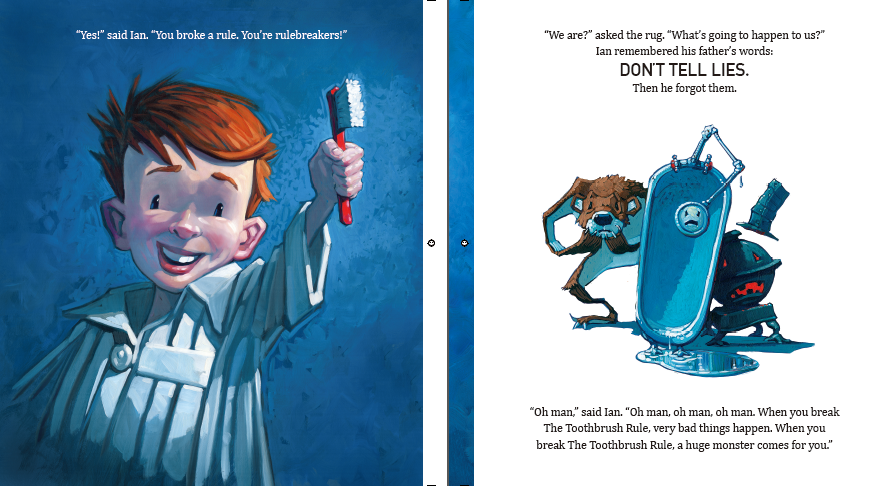 “Yes!” said Ian. “You broke a rule. You’re rulebreakers!”
“We are?” asked the rug. “What’s going to happen to us?”
Ian remembered his father’s words:
DON’T TELL LIES.
Then he forgot them.
“Oh man,” said Ian. “Oh man, oh man, oh man. When you break
The Toothbrush Rule, very bad things happen. When you
break The Toothbrush Rule, a huge monster comes for you.”